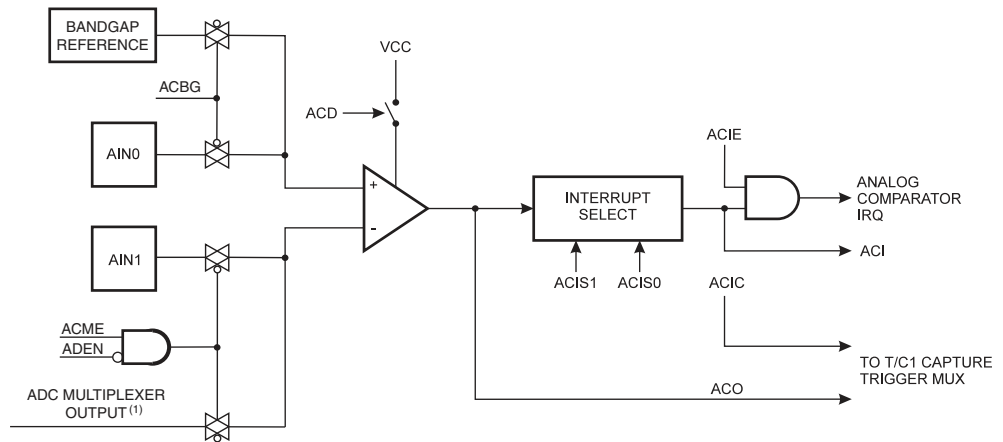 BANDGAP
REFERENCE
ACBG
AIN0
AIN1
ACME
ADEN
ADC MULTIPLEXER
OUTPUT (1)
VCC
ACD
+
-
INTERRUPT
SELECT
ACIS1 ACIS0
ACIE
ANALOG
COMPARATOR
IRQ
ACI
ACIC
TO T/C1 CAPTURE
TRIGGER MUX
ACO